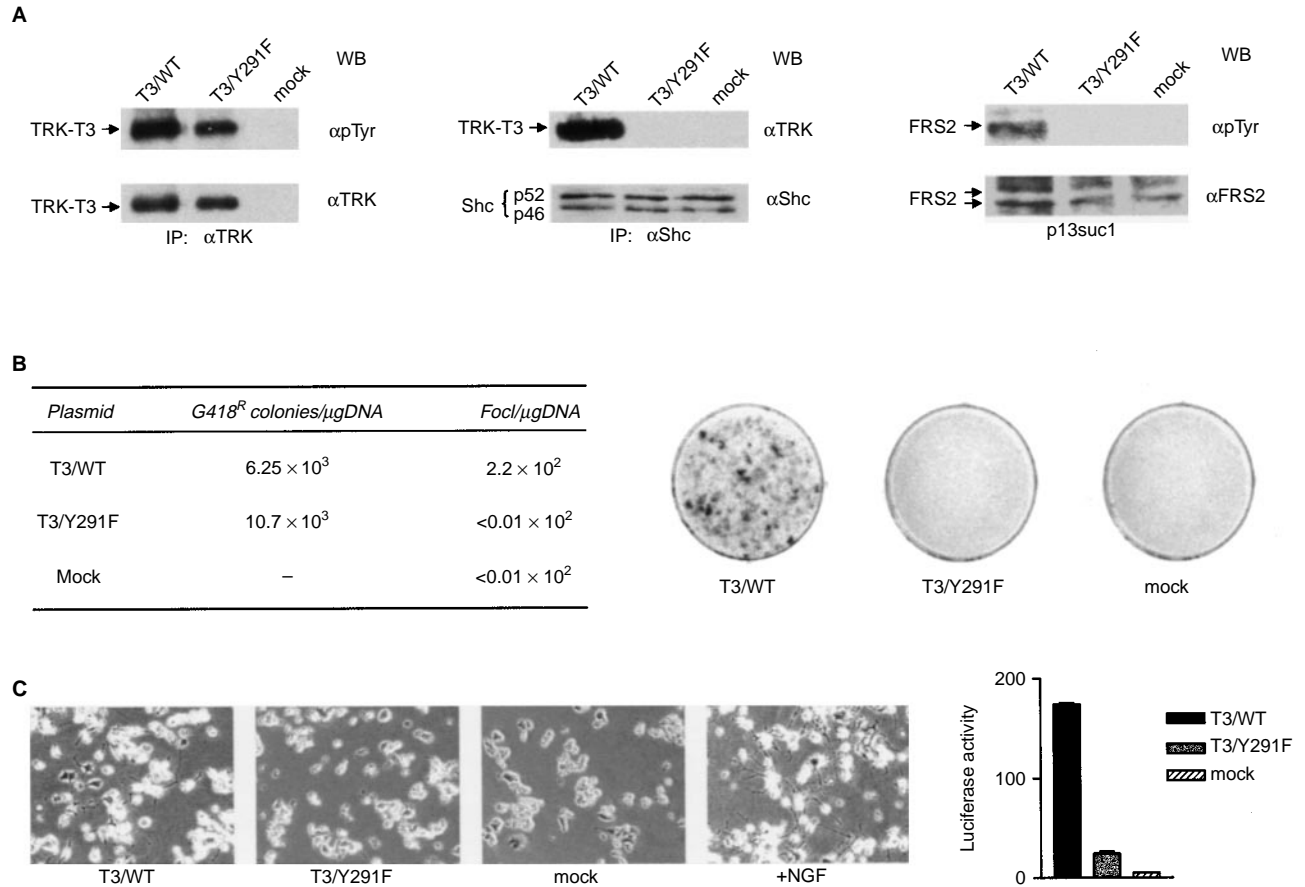 A
T3/WT T3/Y291F mock WB
TRK-T3 αpTyr
TRK-T3 αTRK
IP: αTRK
T3/WT T3/Y291F mock WB
TRK-T3 αTRK
Shc { p52 αShc
p46
IP: αShc
T3/WT T3/Y291F mock WB
FRS2 αpTyr
FRS2 αFRS2
p13suc1
B
Plasmid G418ᴿ colonies/μgDNA FocI/μgDNA
T3/WT 6.25 × 10³ 2.2 × 10²
T3/Y291F 10.7 × 10³ <0.01 × 10²
Mock – <0.01 × 10²
T3/WT T3/Y291F mock
C
T3/WT T3/Y291F mock +NGF
Luciferase activity
200
100
0
T3/WT
T3/Y291F
mock